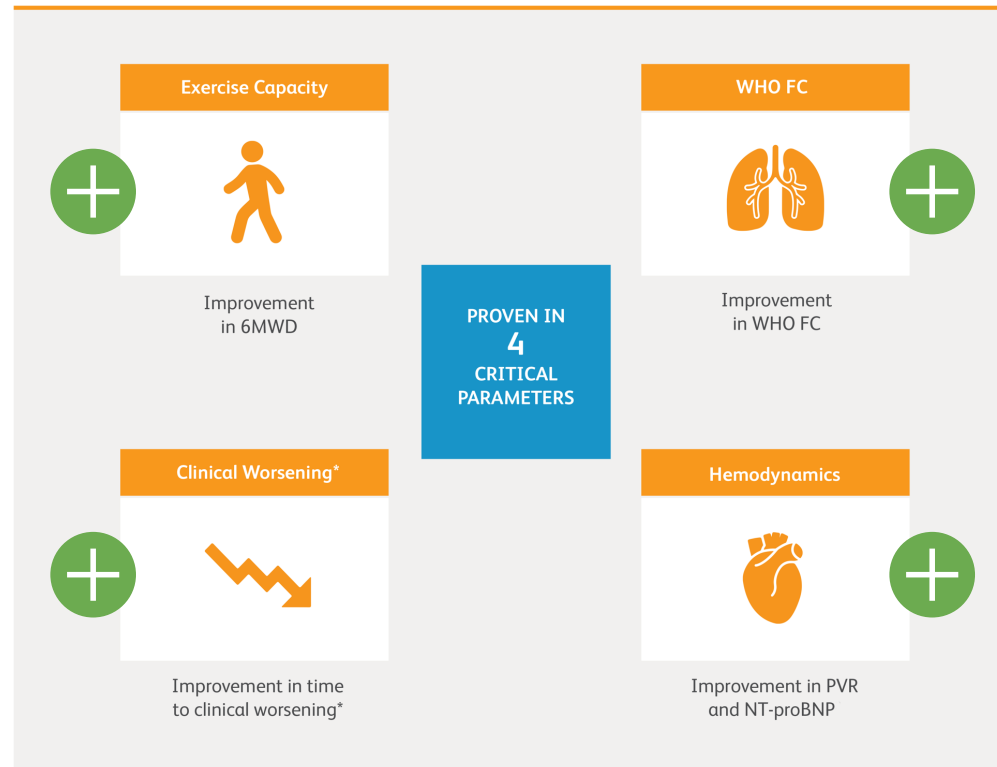 Exercise Capacity
Improvement
in 6MWD
WHO FC
Improvement
in WHO FC
PROVEN IN
4
CRITICAL
PARAMETERS
Clinical Worsening*
Improvement in time
to clinical worsening*
Hemodynamics
Improvement in PVR
and NT-proBNP